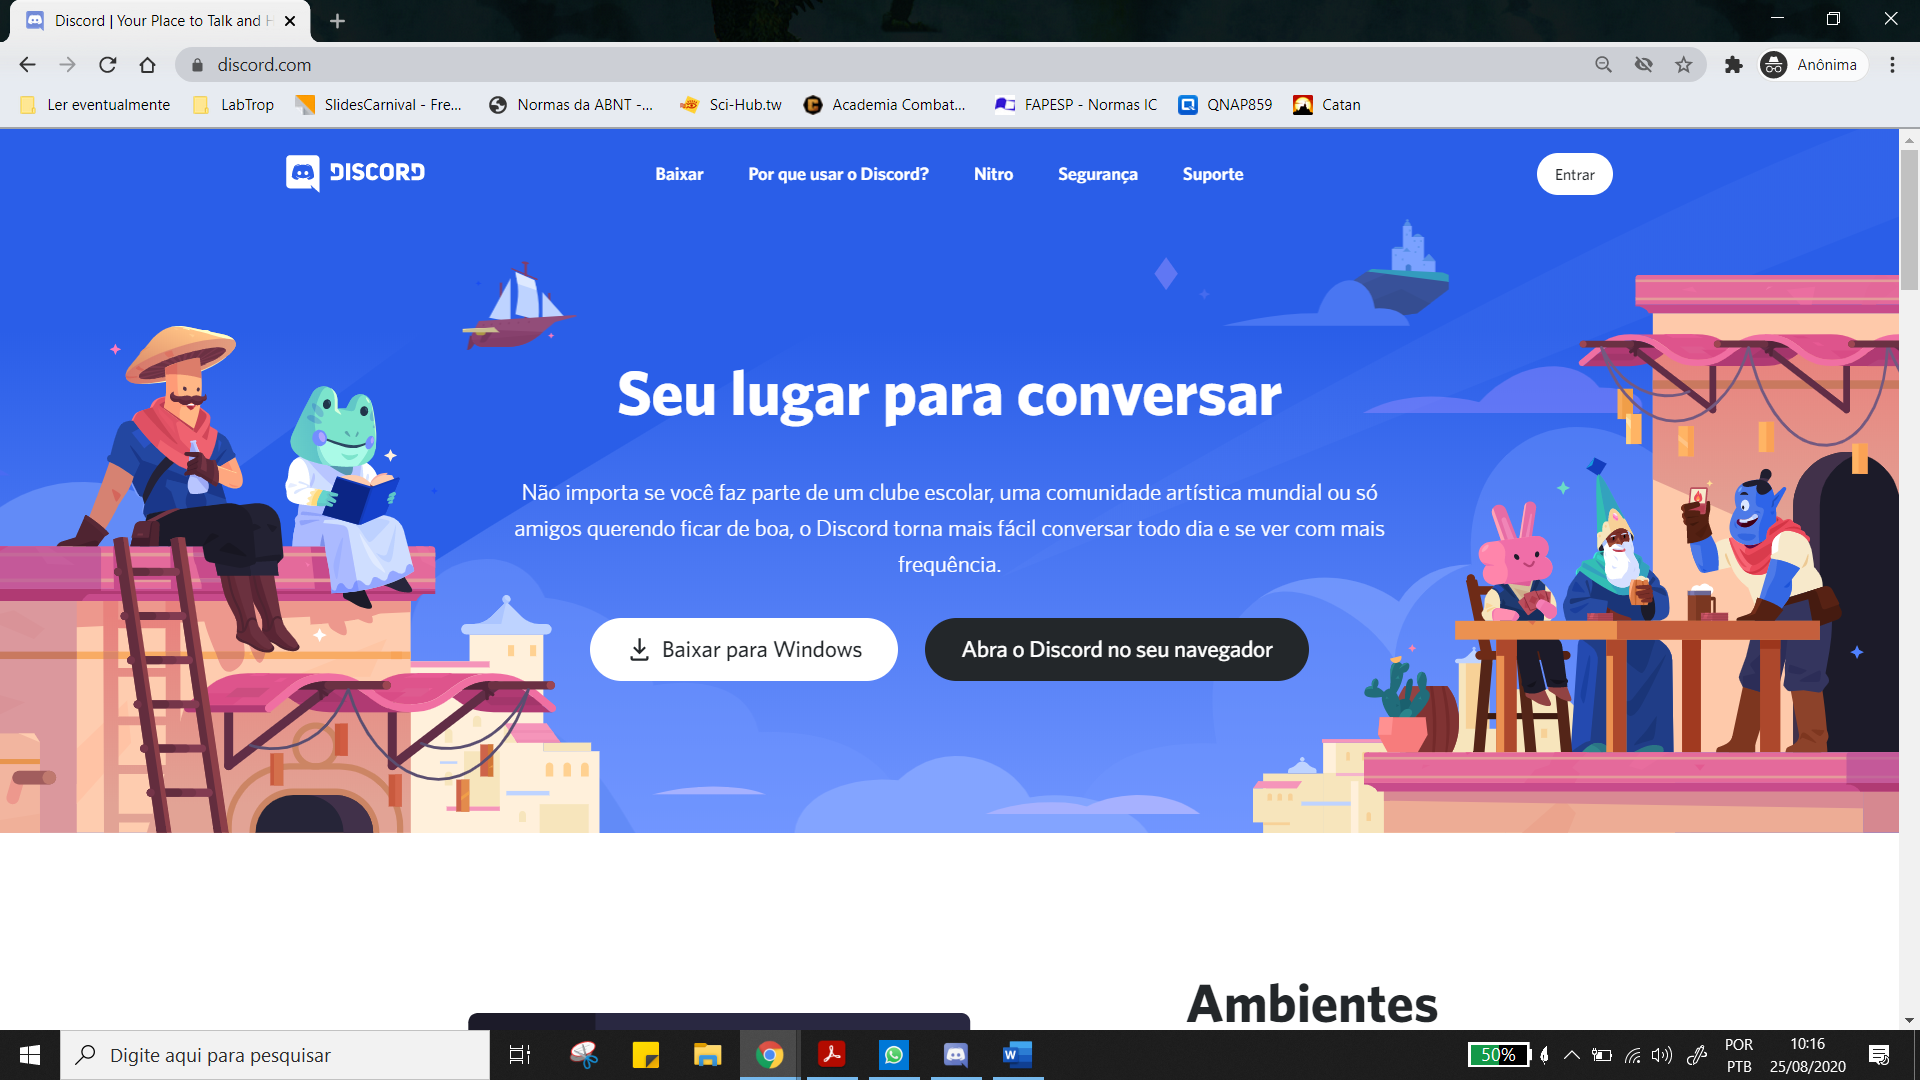 Discord | Your Place to Talk and H
discord.com
Anônima
Ler eventualmente
LabTrop
SlidesCarnival - Fre...
Normas da ABNT -...
Sci-Hub.tw
Academia Combat...
FAPESP - Normas IC
QNAP859
Catan
DISCORD
Baixar
Por que usar o Discord?
Nitro
Segurança
Suporte
Entrar
Seu lugar para conversar
Não importa se você faz parte de um clube escolar, uma comunidade artística mundial ou só
amigos querendo ficar de boa, o Discord torna mais fácil conversar todo dia e se ver com mais
frequência.
Baixar para Windows
Abra o Discord no seu navegador
Ambientes
Digite aqui para pesquisar
50%
POR
PTB
10:16
25/08/2020